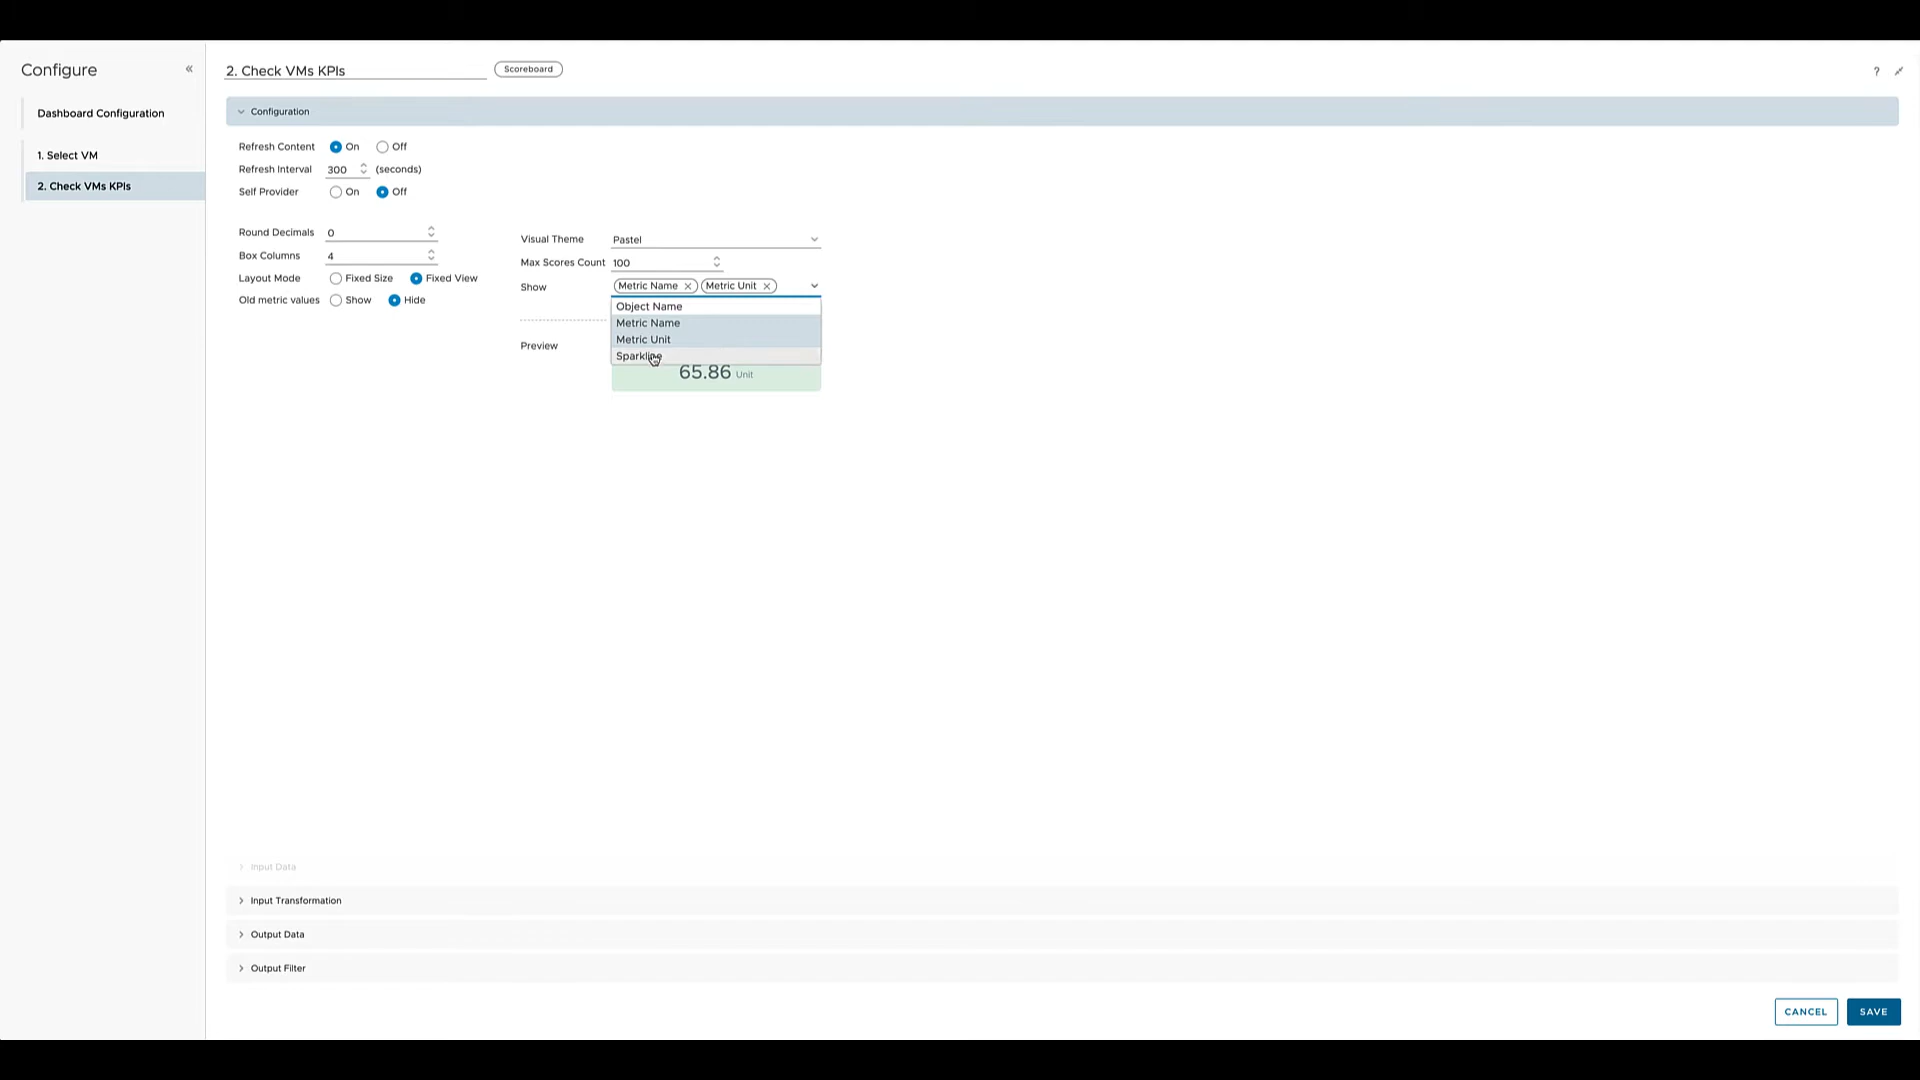 Configure
Dashboard Configuration
1. Select VM
2. Check VMs KPIs
2. Check VMs KPIs Scoreboard
?
Configuration
Refresh Content On Off
Refresh Interval 300 (seconds)
Self Provider On Off
Round Decimals 0
Box Columns 4
Layout Mode Fixed Size Fixed View
Old metric values Show Hide
Visual Theme Pastel
Max Scores Count 100
Show Metric Name Metric Unit
Object Name
Metric Name
Metric Unit
Sparkline
Preview
65.86 Unit
Input Data
Input Transformation
Output Data
Output Filter
CANCEL SAVE